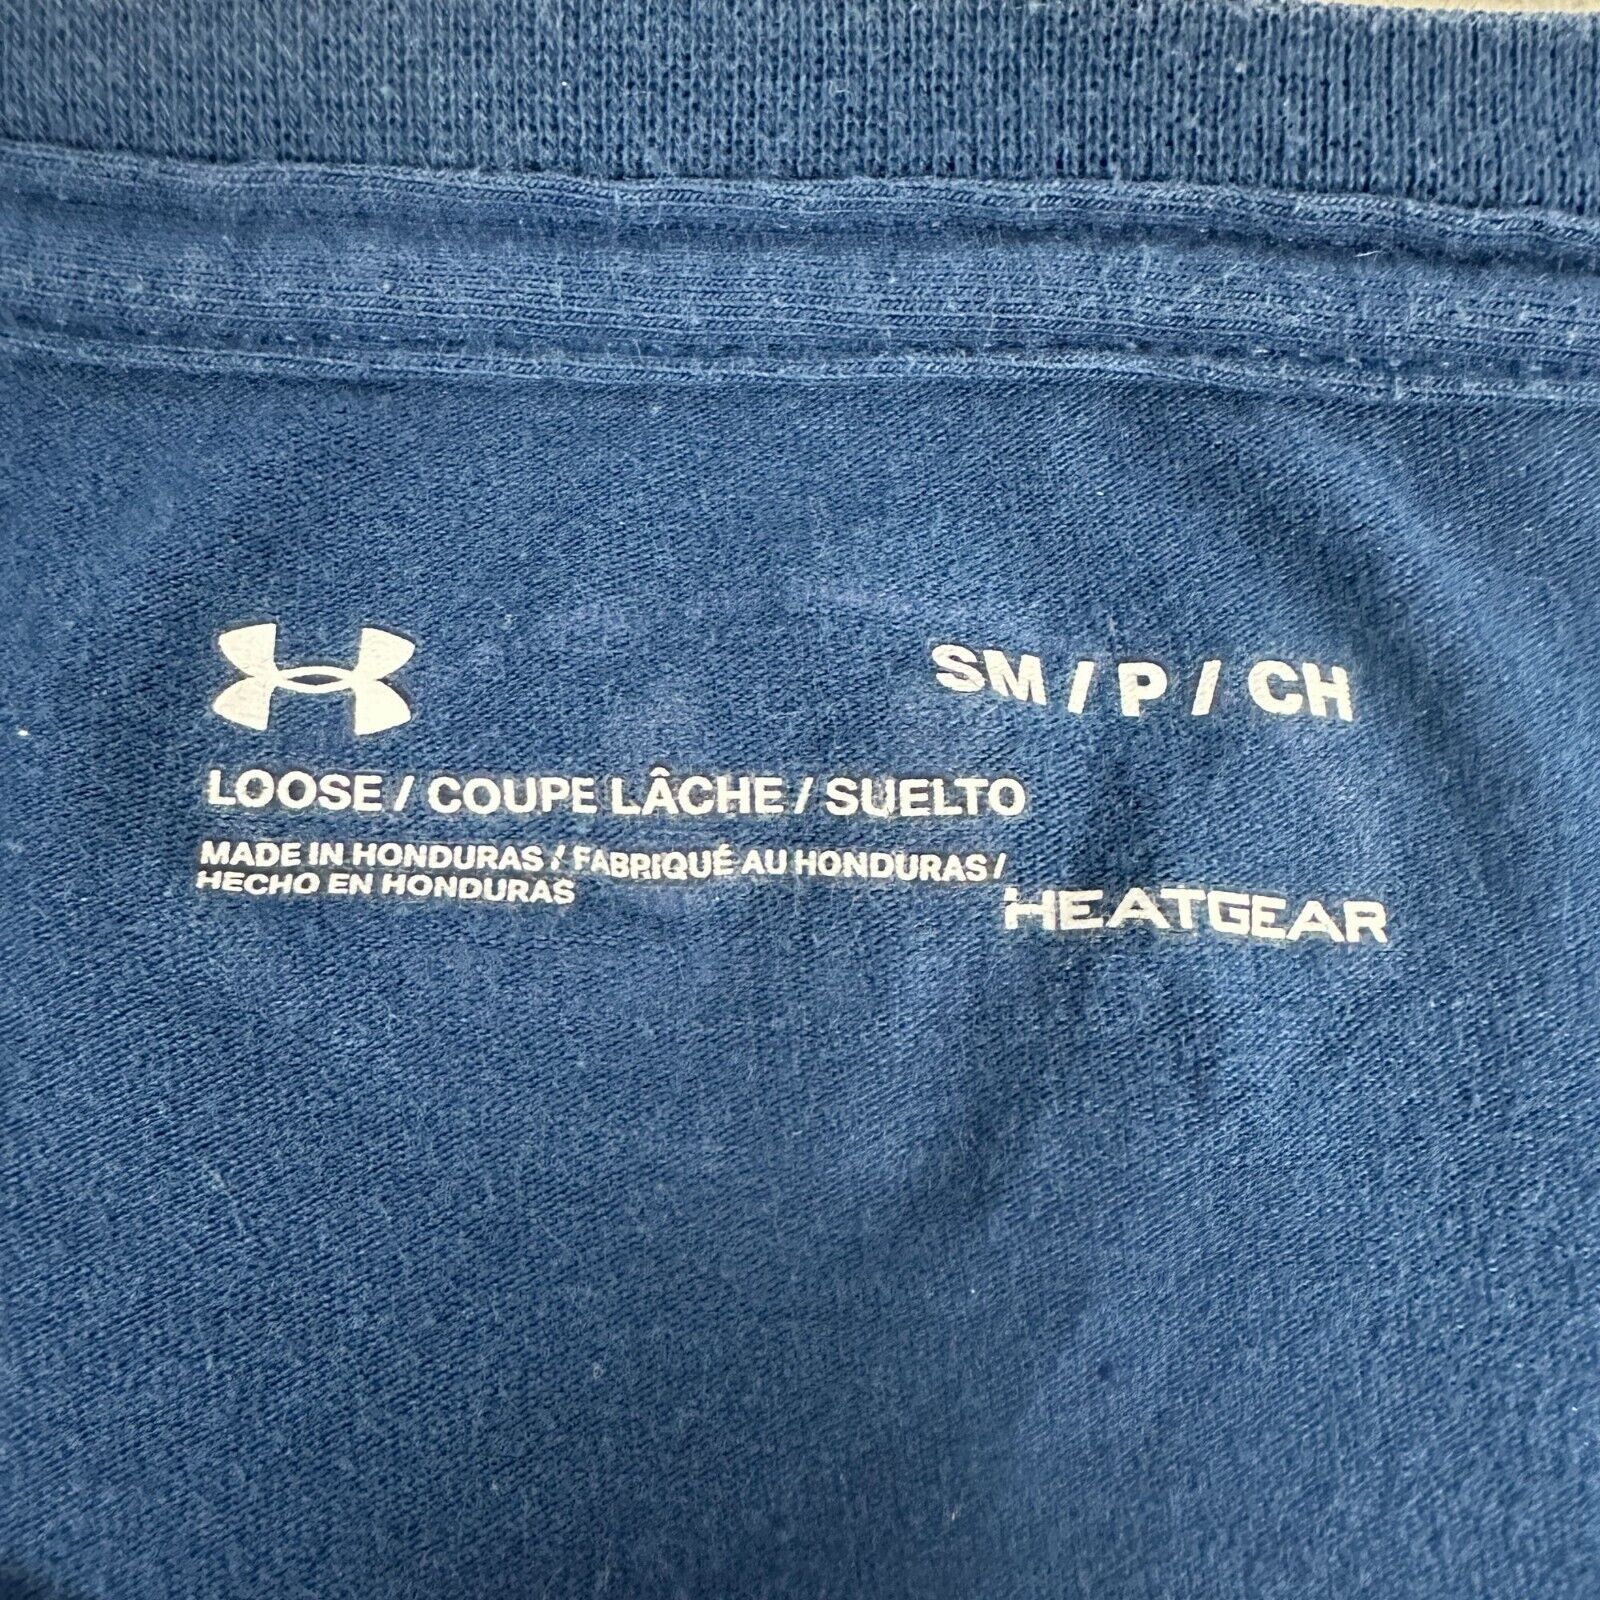 SM / P / CH
LOOSE / COUPE LÂCHE / SUELTO
MADE IN HONDURAS / FABRIQUÉ AU HONDURAS /
HECHO EN HONDURAS
HEATGEAR